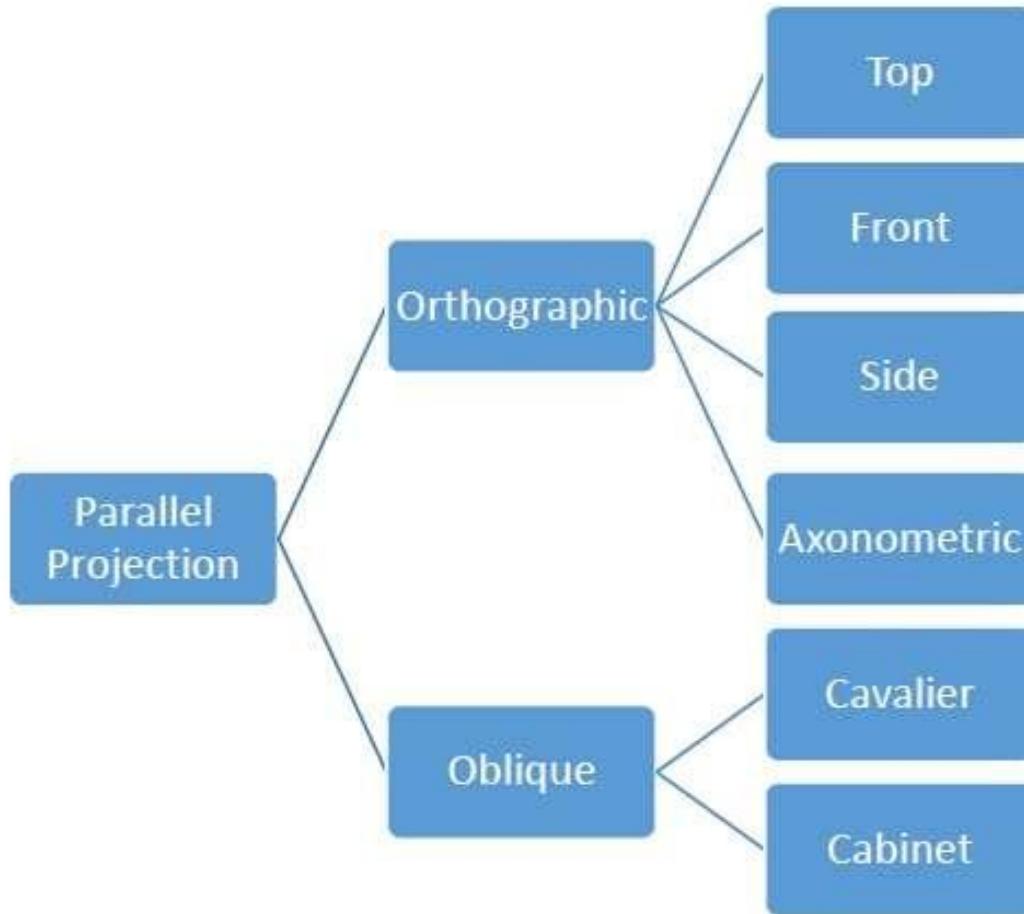 Parallel
Projection
Orthographic
Oblique
Top
Front
Side
Axonometric
Cavalier
Cabinet